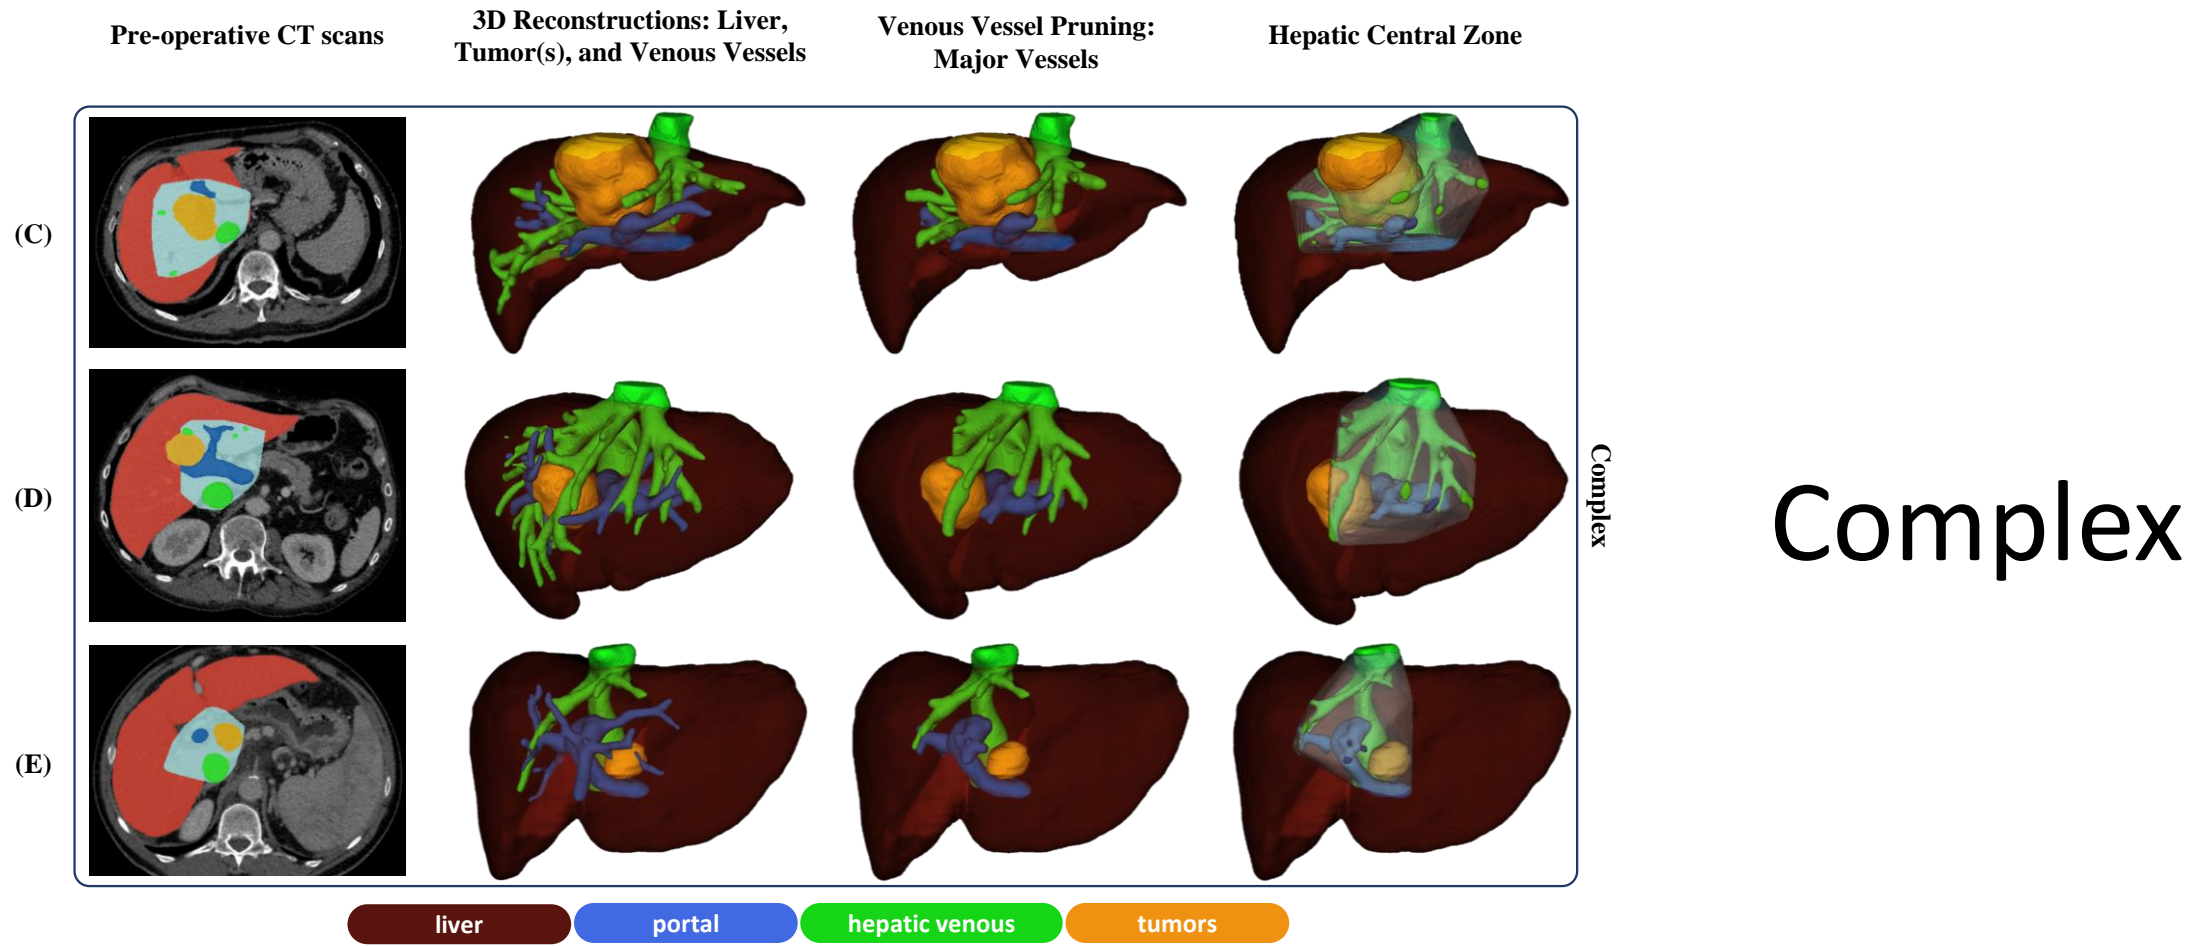 Pre-operative CT scans
3D Reconstructions: Liver,
Tumor(s), and Venous Vessels
Venous Vessel Pruning:
Major Vessels
Hepatic Central Zone
(C)
(D)
(E)
Complex
Complex
liver
portal
hepatic venous
tumors